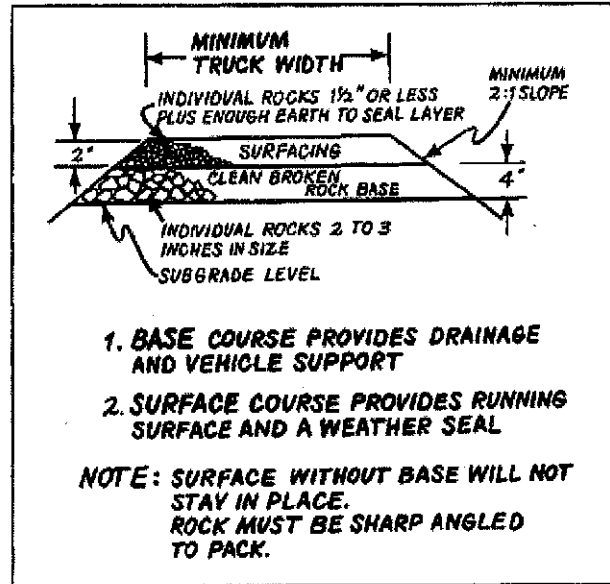 MINIMUM
TRUCK WIDTH
MINIMUM
2:1 SLOPE
INDIVIDUAL ROCKS 1½" OR LESS
PLUS ENOUGH EARTH TO SEAL LAYER
2"
SURFACING
CLEAN BROKEN
ROCK BASE
4"
INDIVIDUAL ROCKS 2 TO 3
INCHES IN SIZE
SUBGRADE LEVEL
1. BASE COURSE PROVIDES DRAINAGE
AND VEHICLE SUPPORT
2. SURFACE COURSE PROVIDES RUNNING
SURFACE AND A WEATHER SEAL
NOTE: SURFACE WITHOUT BASE WILL NOT
STAY IN PLACE.
ROCK MUST BE SHARP ANGLED
TO PACK.